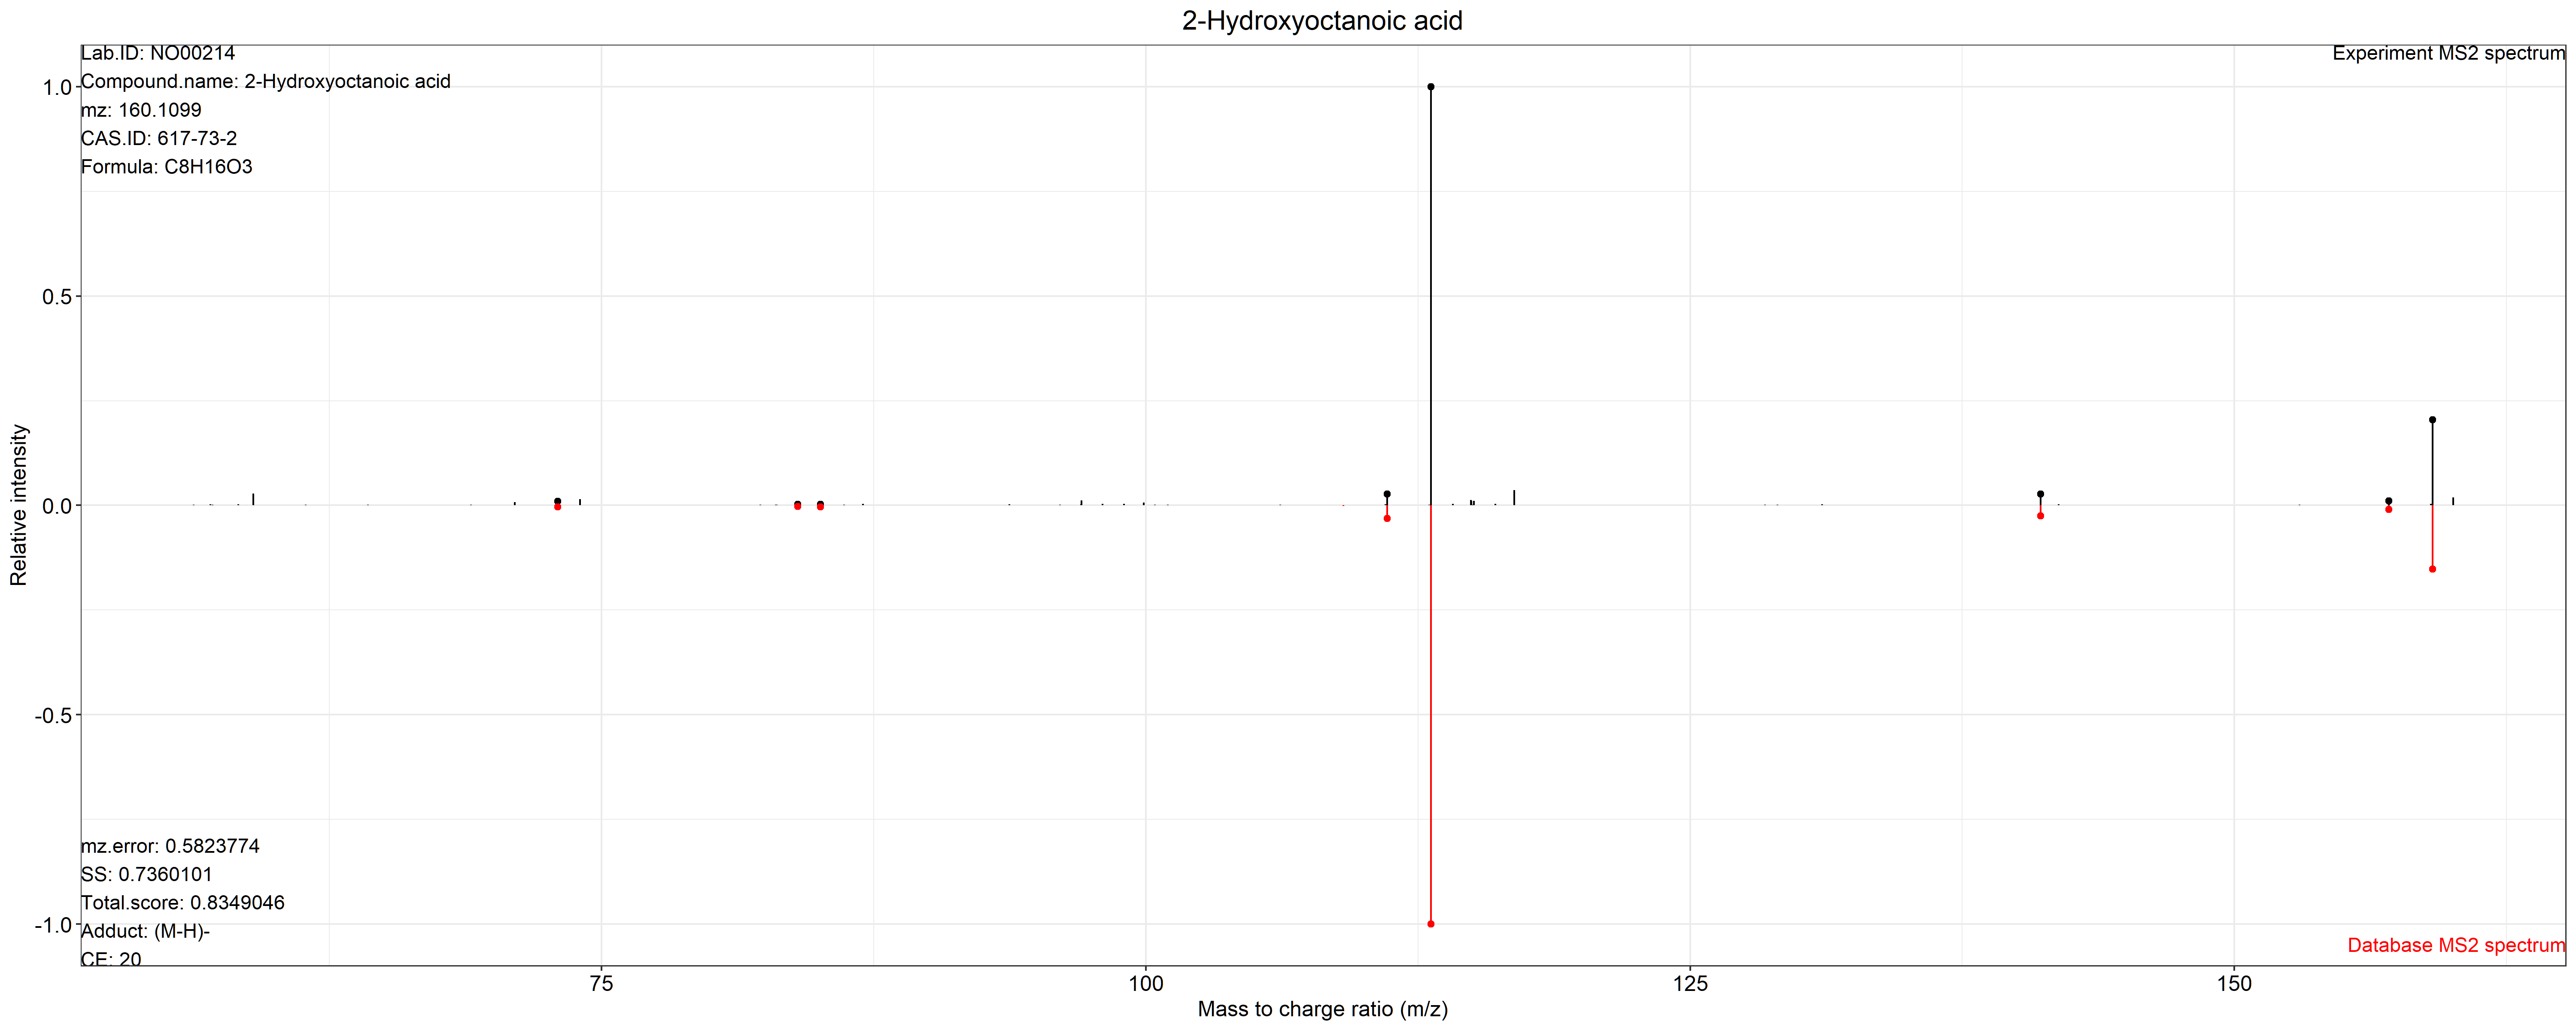 2-Hydroxyoctanoic acid
Lab.ID: NO00214
Experiment MS2 spectrum
Compound.name: 2-Hydroxyoctanoic acid
mz: 160.1099
CAS.ID: 617-73-2
Formula: C8H16O3
1.0
0.5
0.0
-0.5
-1.0
Relative intensity
mz.error: 0.5823774
SS: 0.7360101
Total.score: 0.8349046
Adduct: (M-H)-
CE: 20
Database MS2 spectrum
75
100
125
150
Mass to charge ratio (m/z)